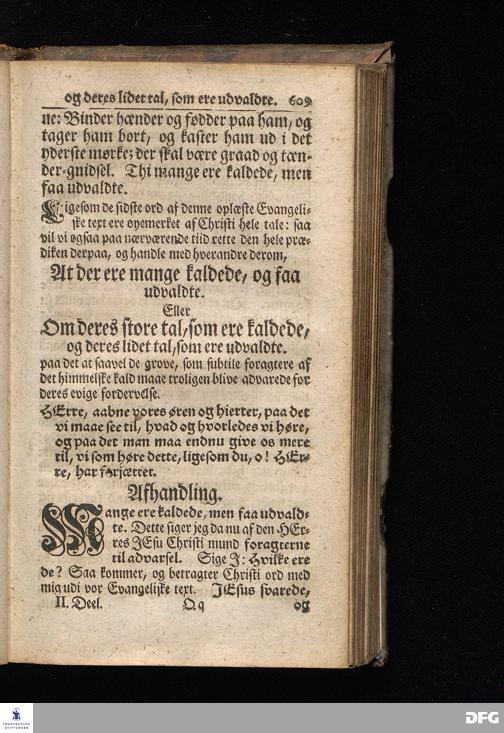 og deres lidet tal, som ere udvaldte. 609
ne: Binder hænder og fødder paa ham, og
tager ham bort, og kaster ham ud i det
yderste mørke; der skal være graad og tæn-
der-gnidsel. Thi mange ere kaldede, men
faa udvaldte.
Ligesom de sidste ord af denne oplæste Evangeli-
ske text ere øyemerket af Christi hele tale: saa
vil vi ogsaa paa nærværende tiid rette den hele præ-
diken derpaa, og handle med hverandre derom,
At der ere mange kaldede, og faa
udvaldte.
Eller
Om deres store tal, som ere kaldede,
og deres lidet tal, som ere udvaldte.
paa det at saavel de grove, som subtile foragtere af
det himmelske kald maae troligen blive advarede for
deres evige fordervelse.
HErre, aabne vores øren og hierter, paa det
vi maae see til, hvad og hvorledes vi høre,
og paa det man maa endnu give os mere
til, vi som høre dette, ligesom du, o! HEr-
re, har forjættet.
Afhandling.
Mange ere kaldede, men faa udvald-
te. Dette siger jeg da nu af den HEr-
res JEsu Christi mund foragterne
til advarsel. Sige J: Hvilke ere
de? Saa kommer, og betragter Christi ord med
mig udi vor Evangeliske text. JEsus svarede,
II. Deel. Qq og
FRANCKESCHE
STIFTUNGEN
DFG